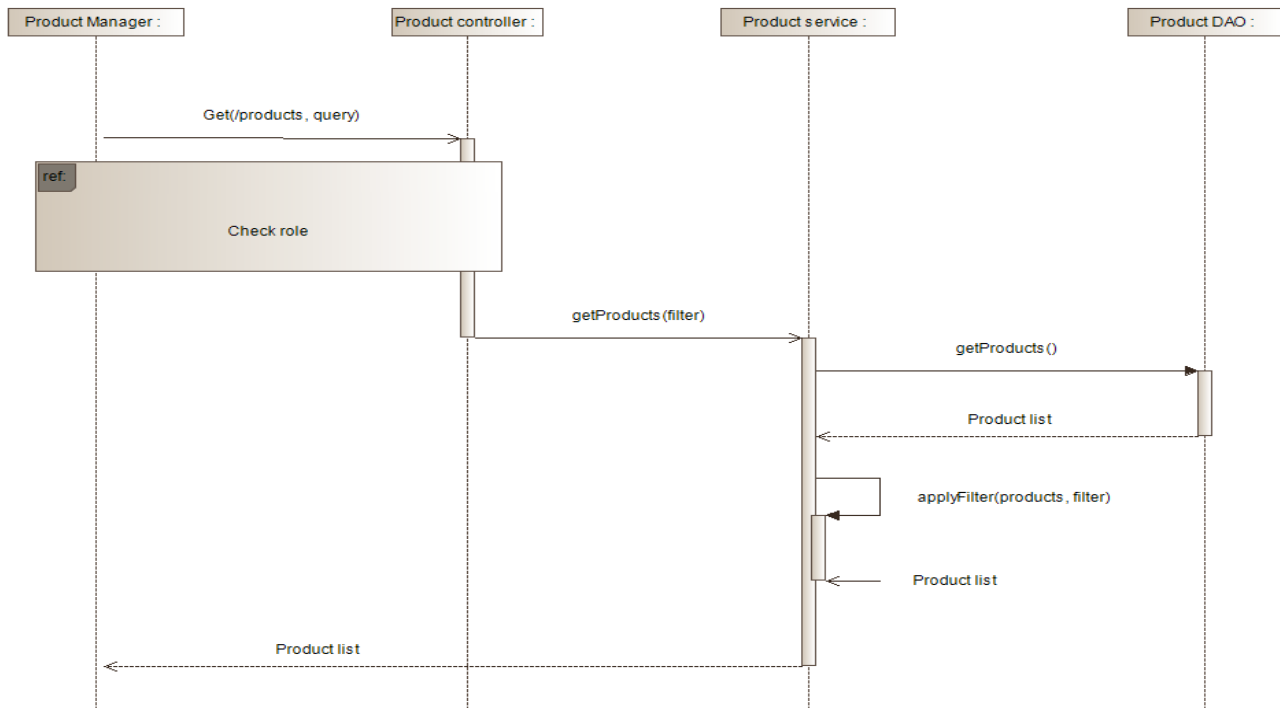 Product Manager :
Product controller :
Product service :
Product DAO :
Get(/products, query)
ref:
Check role
getProducts(filter)
getProducts()
Product list
applyFilter(products, filter)
Product list
Product list